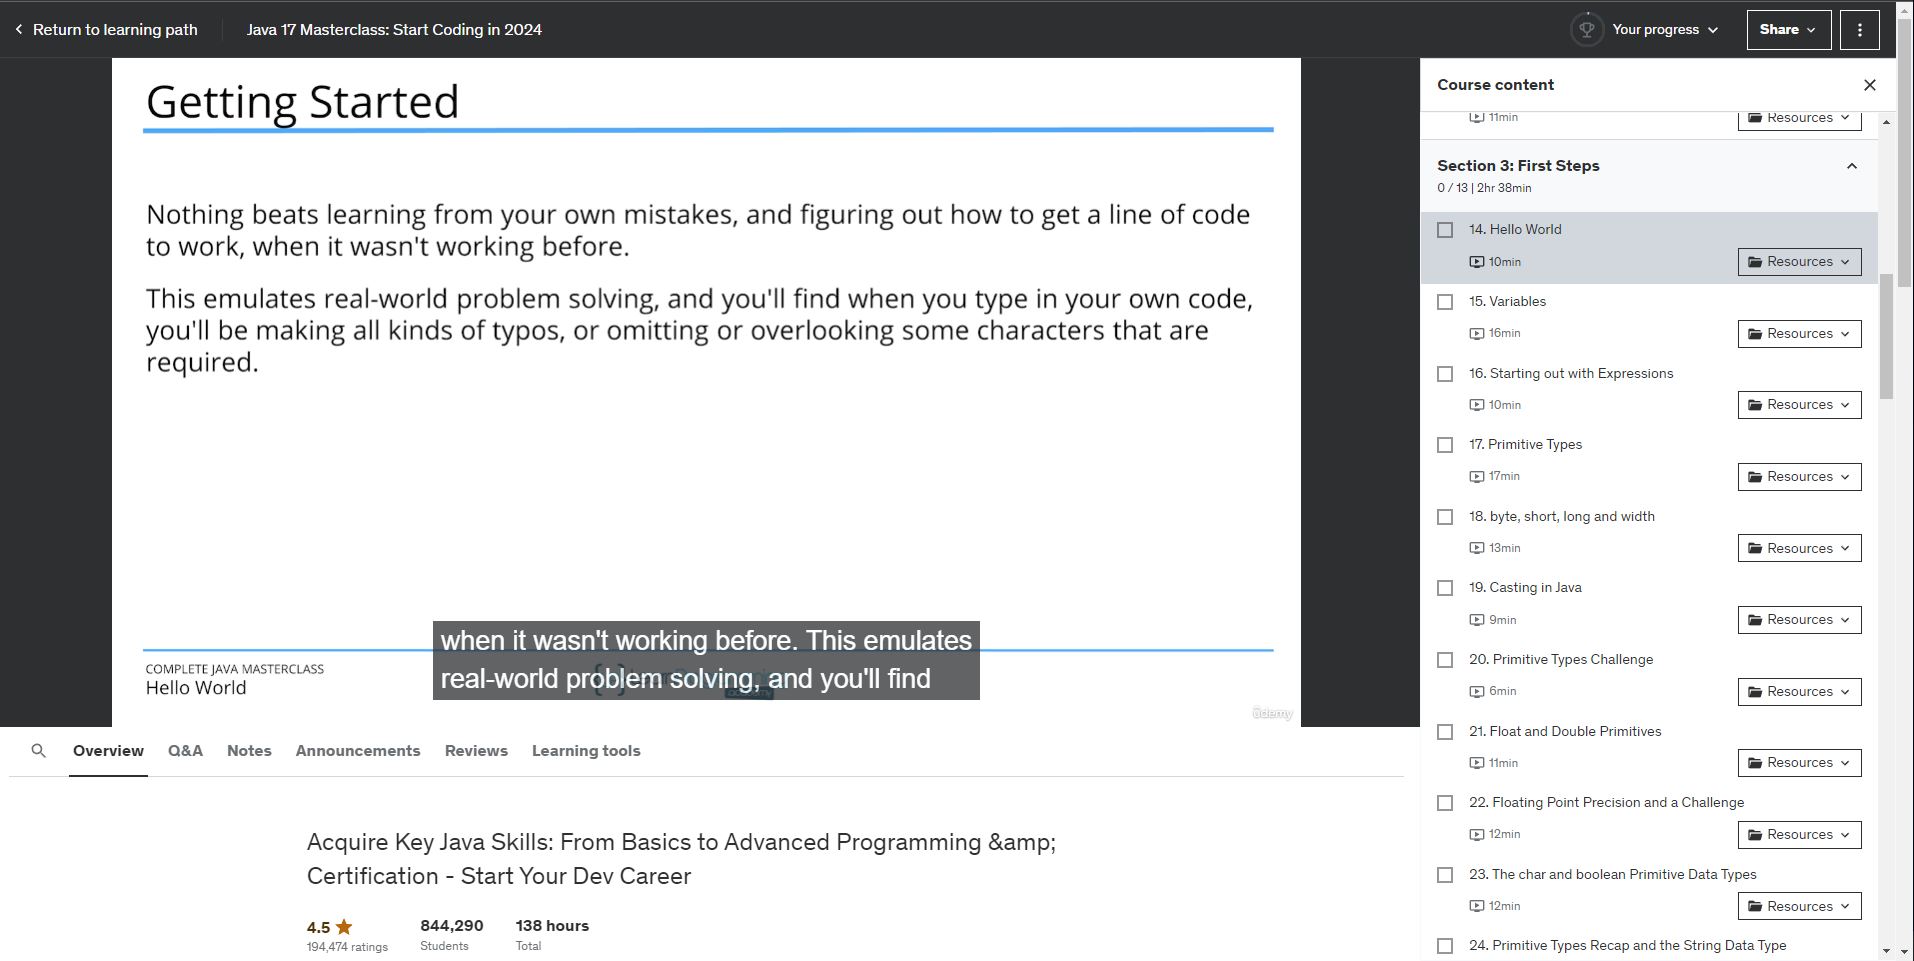 Return to learning path
Java 17 Masterclass: Start Coding in 2024
Your progress
Share
Getting Started
Nothing beats learning from your own mistakes, and figuring out how to get a line of code
to work, when it wasn't working before.
This emulates real-world problem solving, and you'll find when you type in your own code,
you'll be making all kinds of typos, or omitting or overlooking some characters that are
required.
when it wasn't working before. This emulates
real-world problem solving, and you'll find
COMPLETE JAVA MASTERCLASS
Hello World
ûdemy
Overview
Q&A
Notes
Announcements
Reviews
Learning tools
Acquire Key Java Skills: From Basics to Advanced Programming &amp;
Certification - Start Your Dev Career
4.5
844,290
138 hours
194,474 ratings
Students
Total
Course content
11min
Resources
Section 3: First Steps
0 / 13 | 2hr 38min
14. Hello World
10min
Resources
15. Variables
16min
Resources
16. Starting out with Expressions
10min
Resources
17. Primitive Types
17min
Resources
18. byte, short, long and width
13min
Resources
19. Casting in Java
9min
Resources
20. Primitive Types Challenge
6min
Resources
21. Float and Double Primitives
11min
Resources
22. Floating Point Precision and a Challenge
12min
Resources
23. The char and boolean Primitive Data Types
12min
Resources
24. Primitive Types Recap and the String Data Type